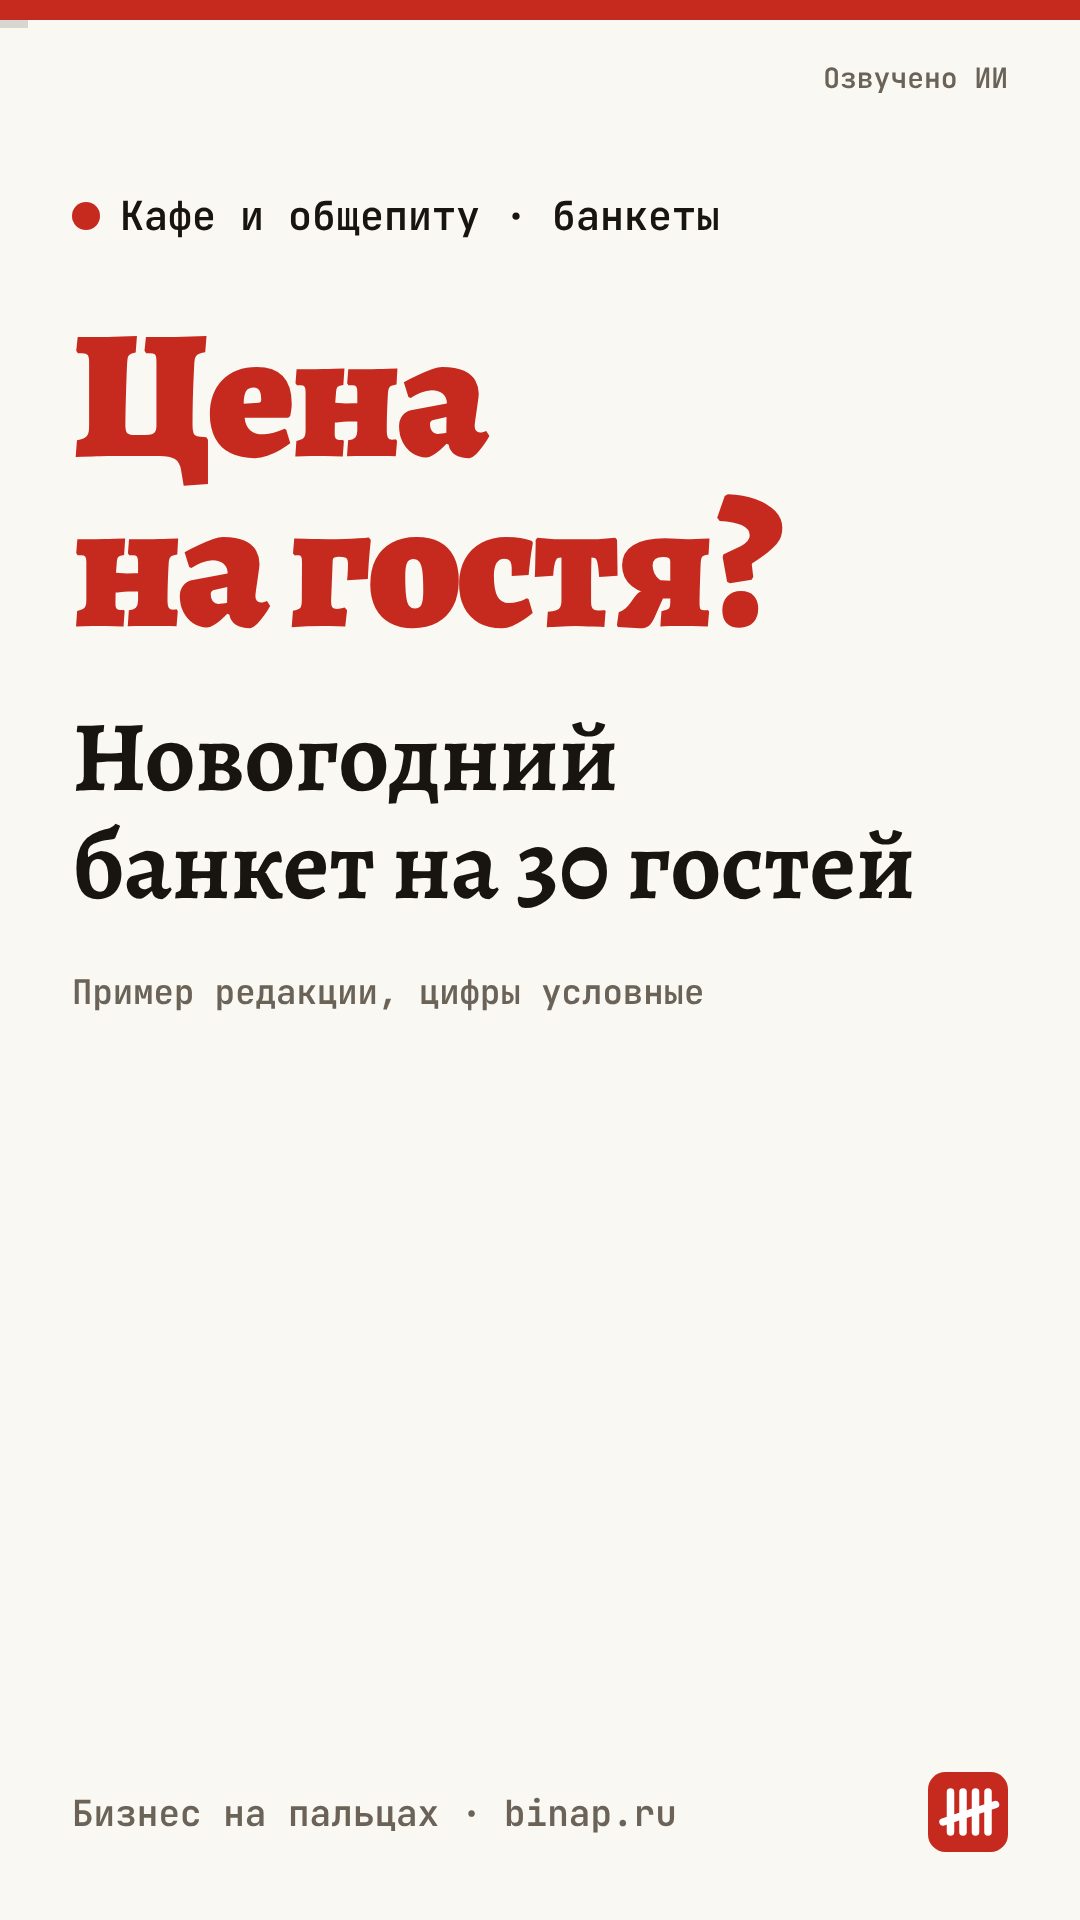 Озвучено ИИ
Кафе и общепиту · банкеты
Цена
на гостя?
Новогодний
банкет на 30 гостей
Пример редакции, цифры условные
Бизнес на пальцах · binap.ru